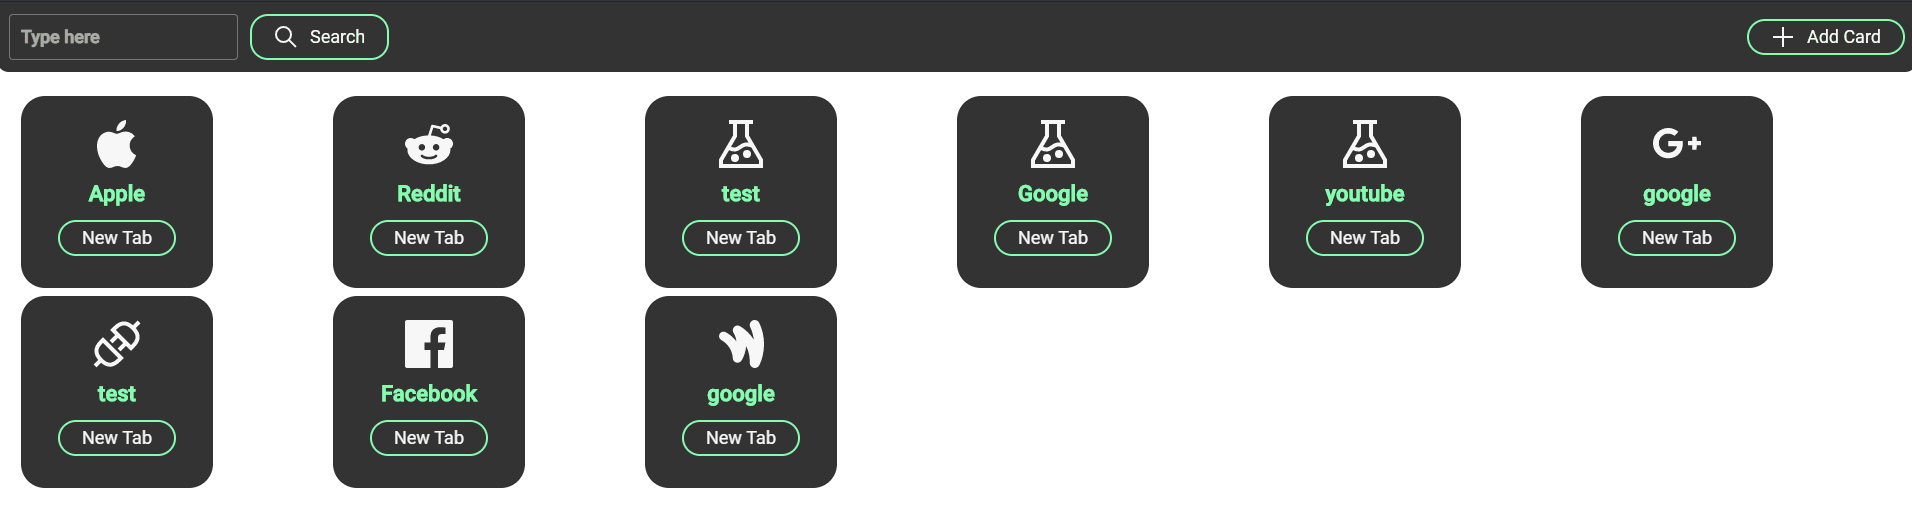 Type here
Search
Add Card
Apple
Reddit
test
Google
youtube
google
New Tab
New Tab
New Tab
New Tab
New Tab
New Tab
test
Facebook
google
New Tab
New Tab
New Tab